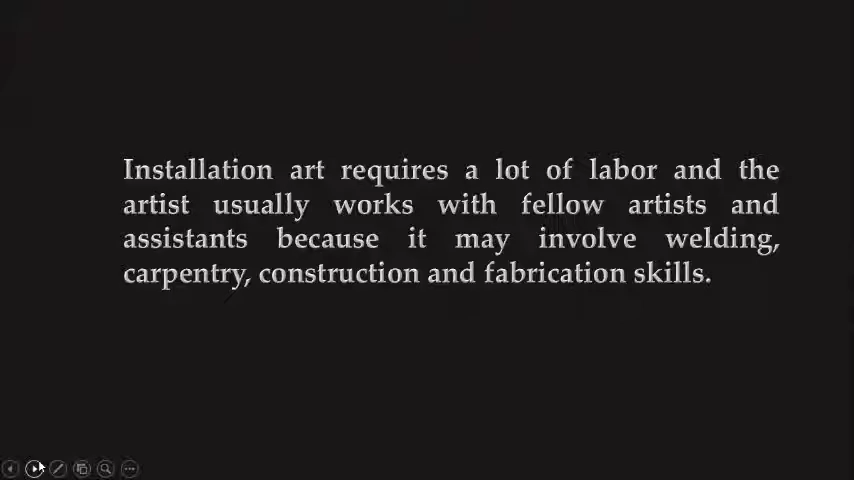 Installation art requires a lot of labor and the
artist usually works with fellow artists and
assistants because it may involve welding,
carpentry, construction and fabrication skills.